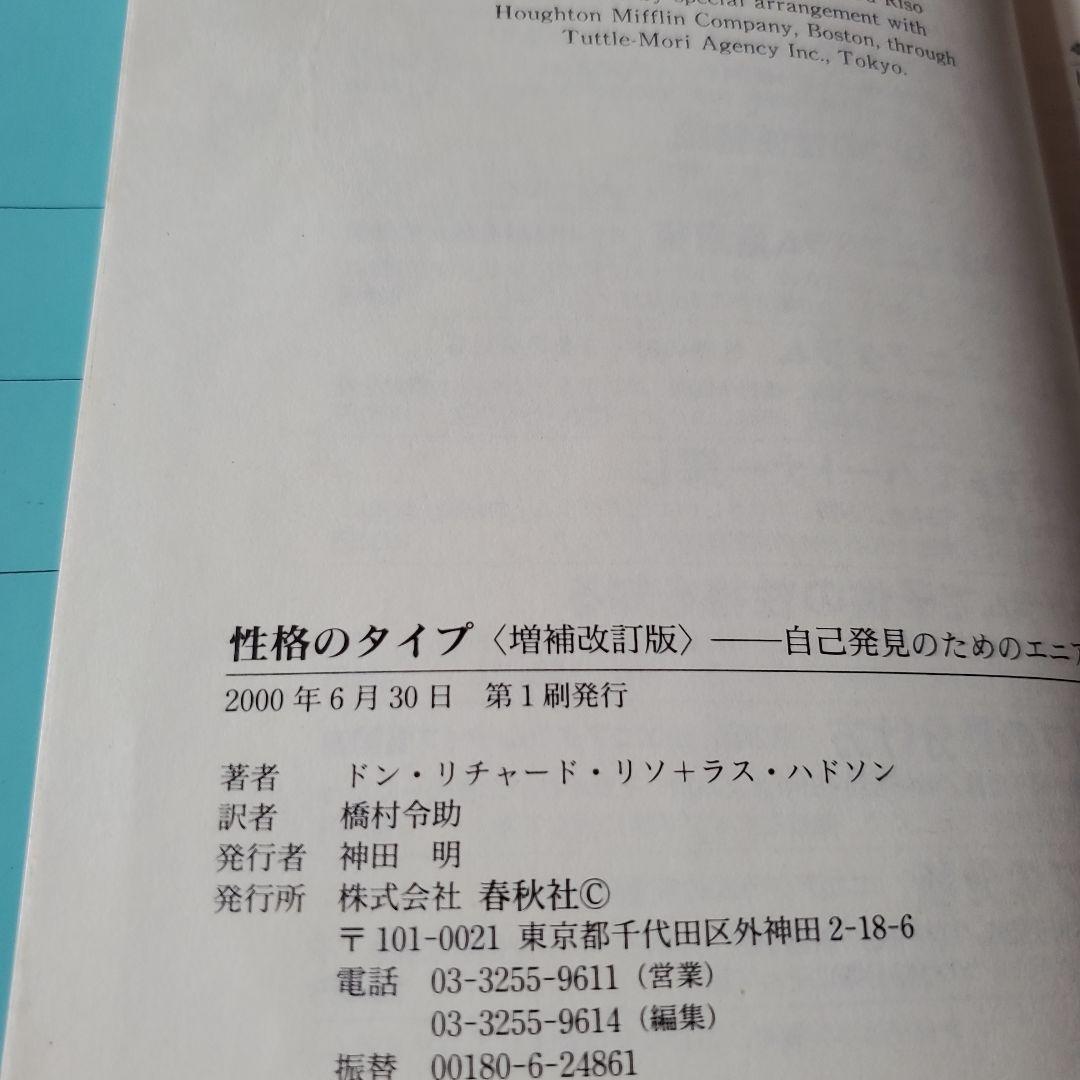 Riso
by special arrangement with
Houghton Mifflin Company, Boston, through
Tuttle-Mori Agency Inc., Tokyo.
性格のタイプ〈増補改訂版〉――自己発見のためのエニア
2000年6月30日 第1刷発行
著者 ドン・リチャード・リソ＋ラス・ハドソン
訳者 橋村令助
発行者 神田 明
発行所 株式会社 春秋社©
〒101-0021 東京都千代田区外神田2-18-6
電話 03-3255-9611（営業）
03-3255-9614（編集）
振替 00180-6-24861